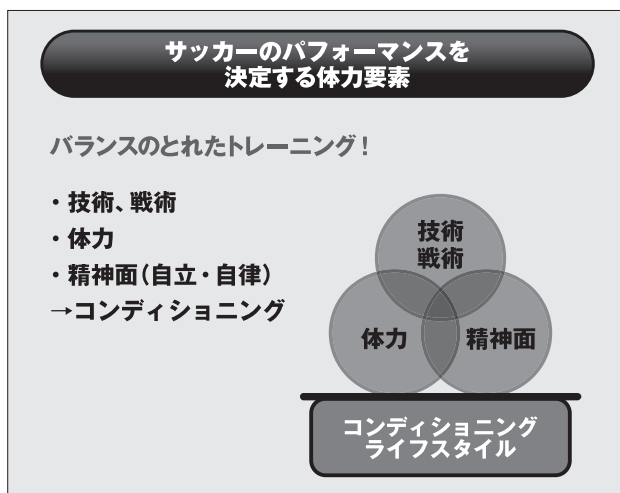 サッカーのパフォーマンスを
決定する体力要素
バランスのとれたトレーニング！
・技術、戦術
・体力
・精神面（自立・自律）
→コンディショニング
技術
戦術
体力
精神面
コンディショニング
ライフスタイル